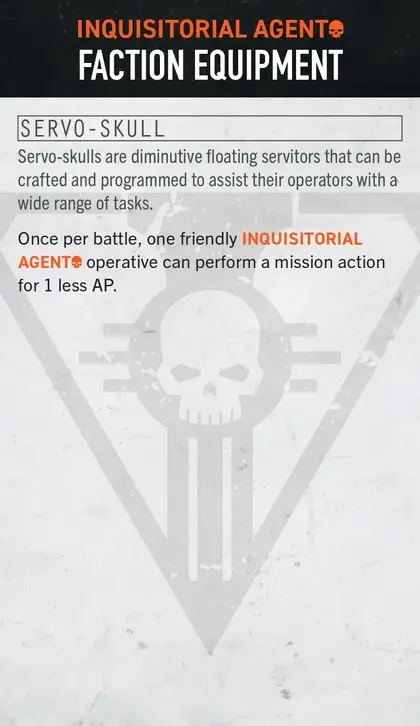 INQUISITORIAL AGENT
FACTION EQUIPMENT
SERVO-SKULL
Servo-skulls are diminutive floating servitors that can be
crafted and programmed to assist their operators with a
wide range of tasks.
Once per battle, one friendly INQUISITORIAL
AGENT operative can perform a mission action
for 1 less AP.